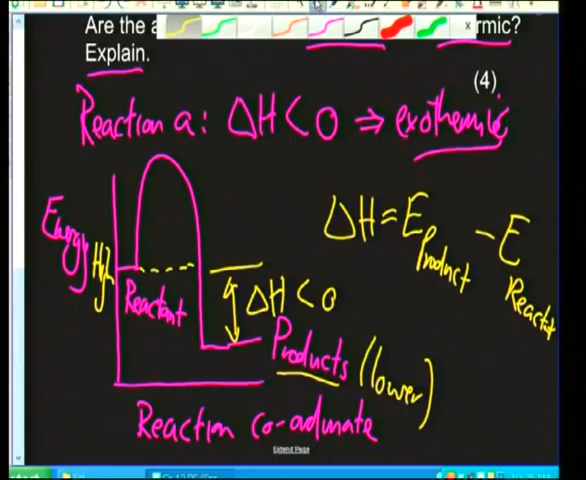 Are the a rmic?
Explain.
(4)
Reaction a: ΔH < 0 ⇒ exothermic
Energy
High
Reactant
ΔH = E Product - E Reactant
ΔH < 0
Products (lower)
Reaction co-ordinate
Extend Page